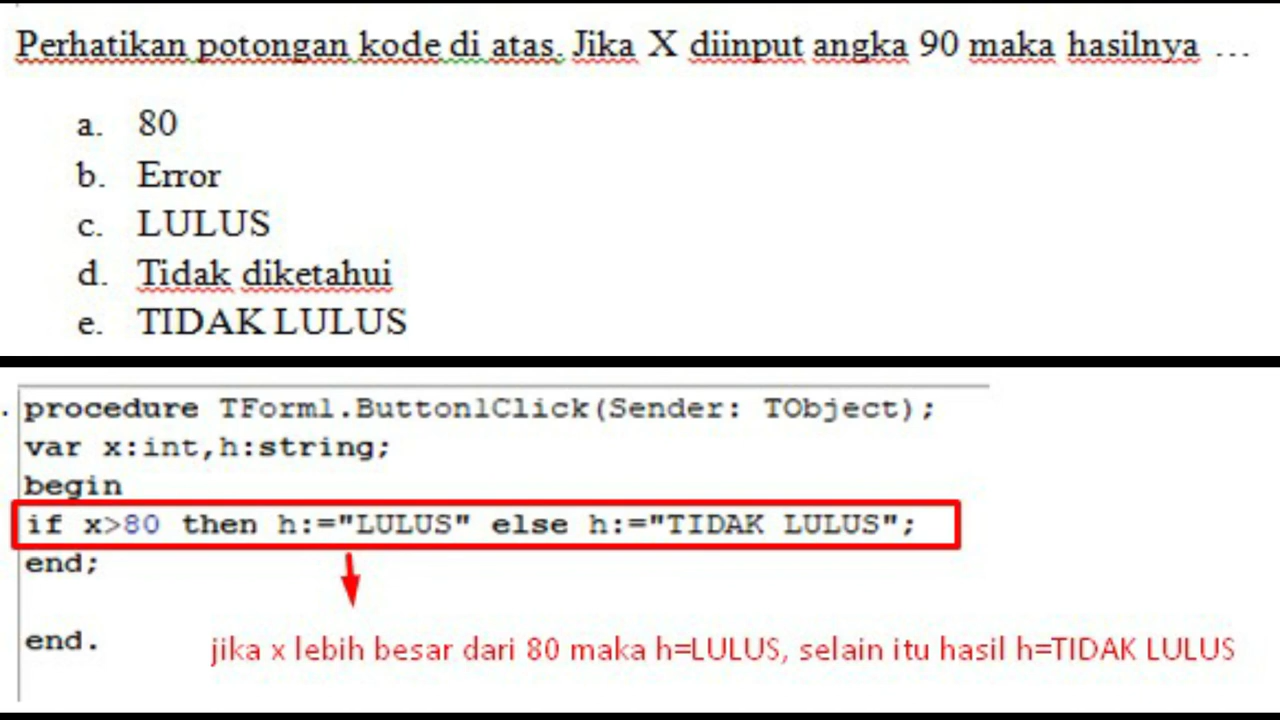 Perhatikan potongan kode di atas. Jika X diinput angka 90 maka hasilnya ...
a. 80
b. Error
c. LULUS
d. Tidak diketahui
e. TIDAK LULUS
. procedure TForm1.Button1Click(Sender: TObject);
var x:int,h:string;
begin
if x>80 then h:="LULUS" else h:="TIDAK LULUS";
end;
end.
jika x lebih besar dari 80 maka h=LULUS, selain itu hasil h=TIDAK LULUS